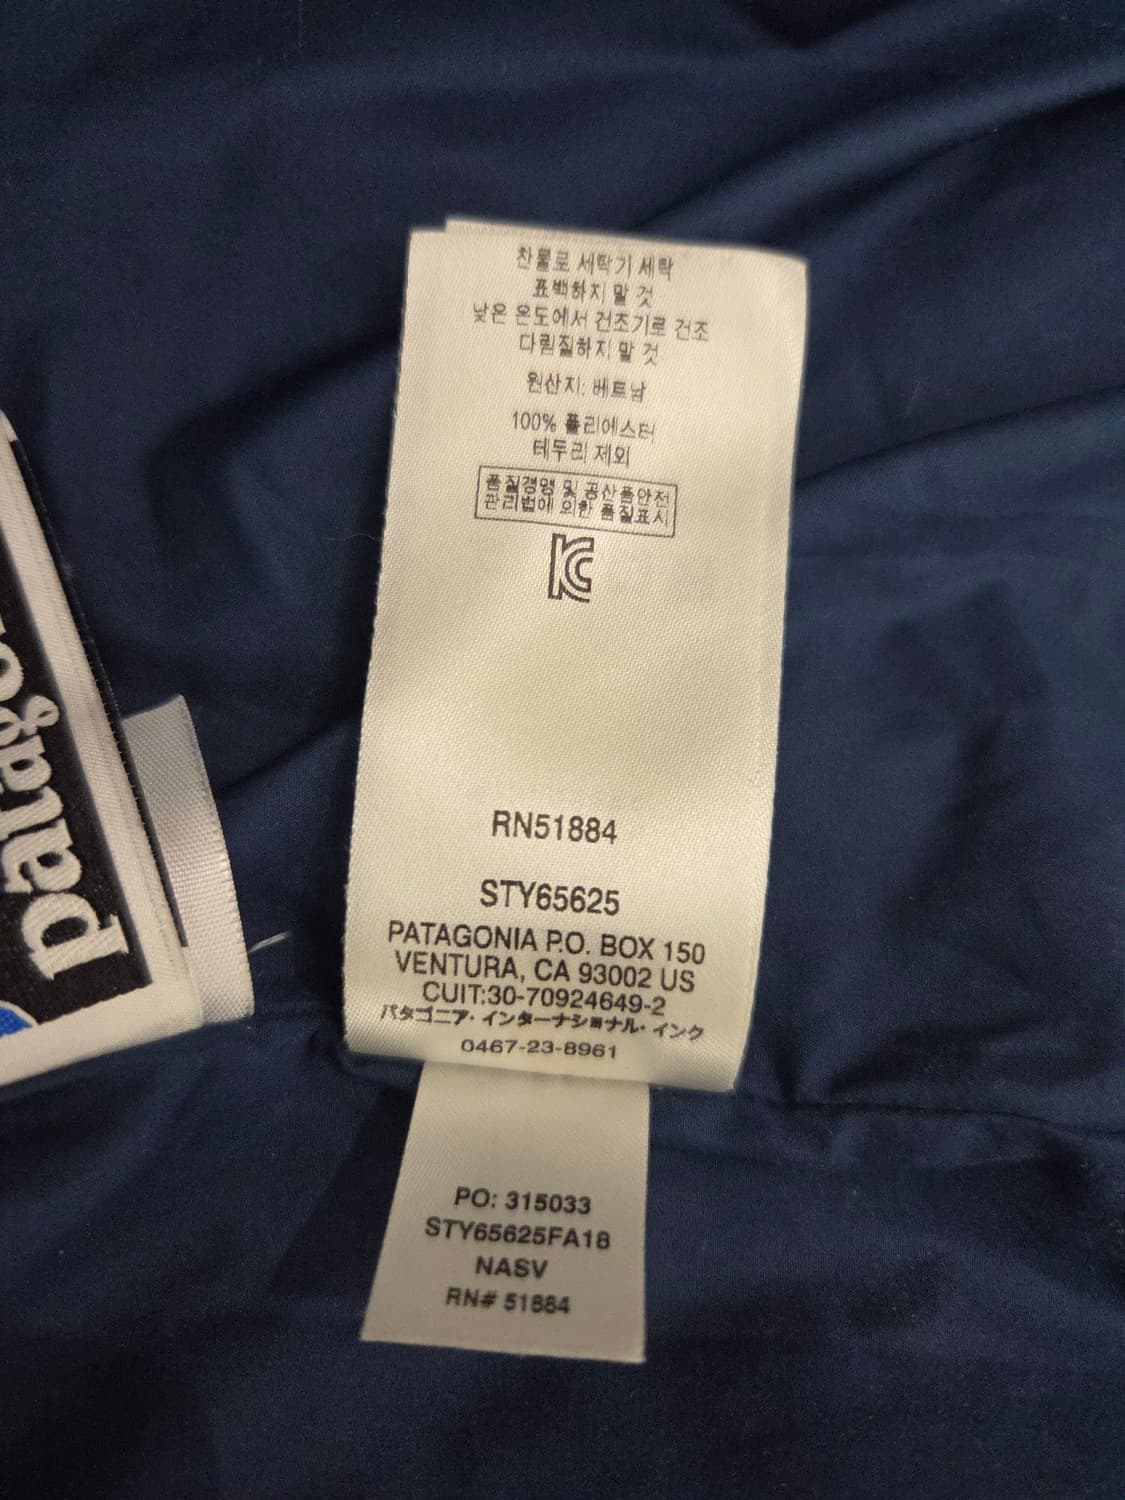 찬물로 세탁기 세탁
표백하지 말 것
낮은 온도에서 건조기로 건조
다림질하지 말 것
원산지: 베트남
100% 폴리에스터
테두리 제외
품질경영 및 공산품안전
관리법에 의한 품질표시
KC
RN51884
STY65625
PATAGONIA P.O. BOX 150
VENTURA, CA 93002 US
CUIT:30-70924649-2
パタゴニア・インターナショナル・インク
0467-23-8961
PO: 315033
STY65625FA18
NASV
RN# 51884
patago